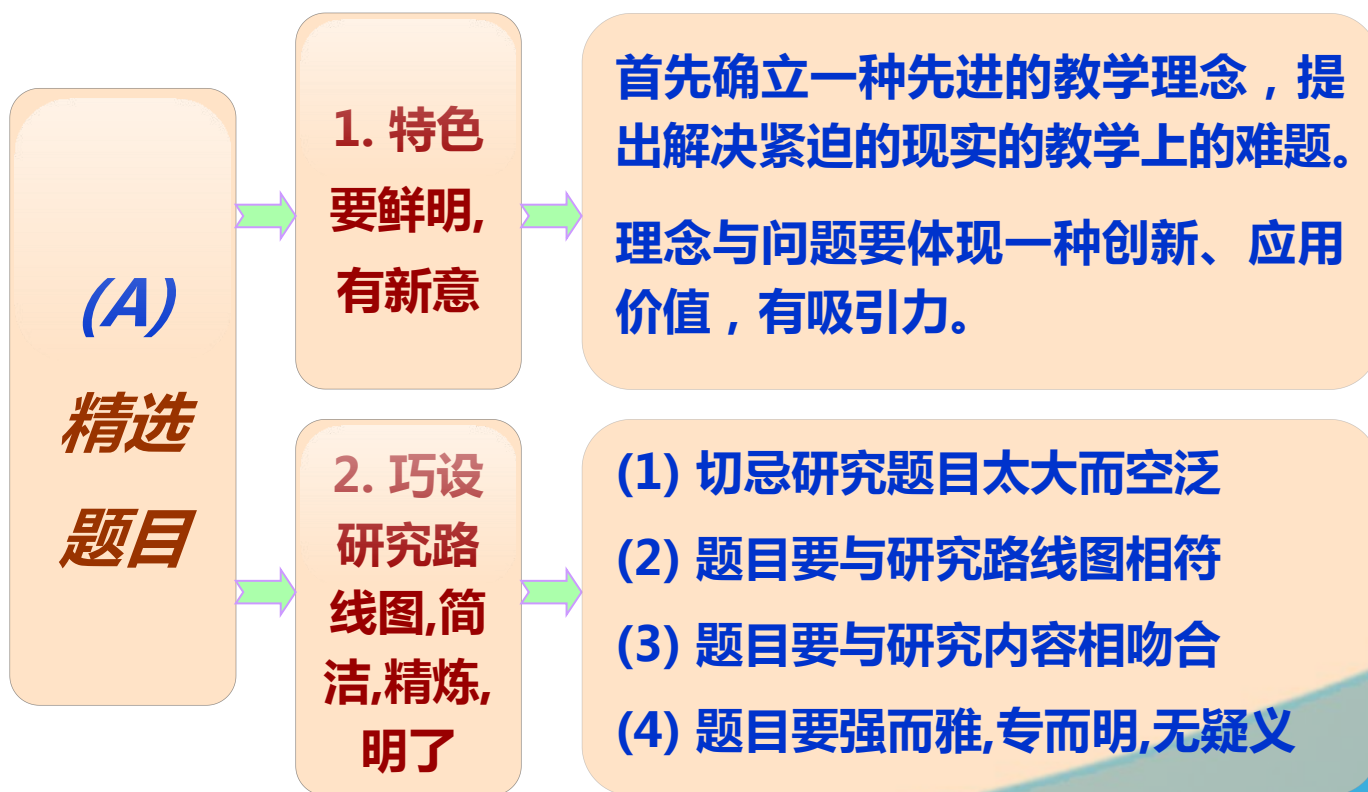 (A)
精选
题目
1. 特色
要鲜明,
有新意
首先确立一种先进的教学理念，提
出解决紧迫的现实的教学上的难题。
理念与问题要体现一种创新、应用
价值，有吸引力。
2. 巧设
研究路
线图,简
洁,精炼,
明了
(1) 切忌研究题目太大而空泛
(2) 题目要与研究路线图相符
(3) 题目要与研究内容相吻合
(4) 题目要强而雅,专而明,无疑义